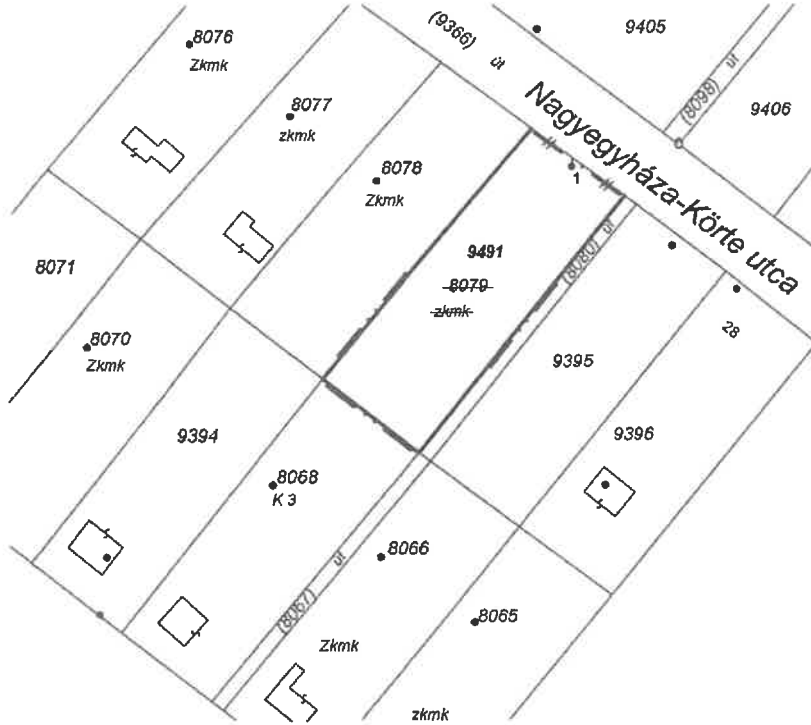 8076
Zkmk
(9366) út
9405
(8098) út
9406
8077
zkmk
Nagyegyháza-Körte utca
8078
Zkmk
1
9491
8079
zkmk
(8080) út
8071
8070
Zkmk
28
9395
9394
9396
8068
K 3
8066
(8067) út
8065
Zkmk
zkmk